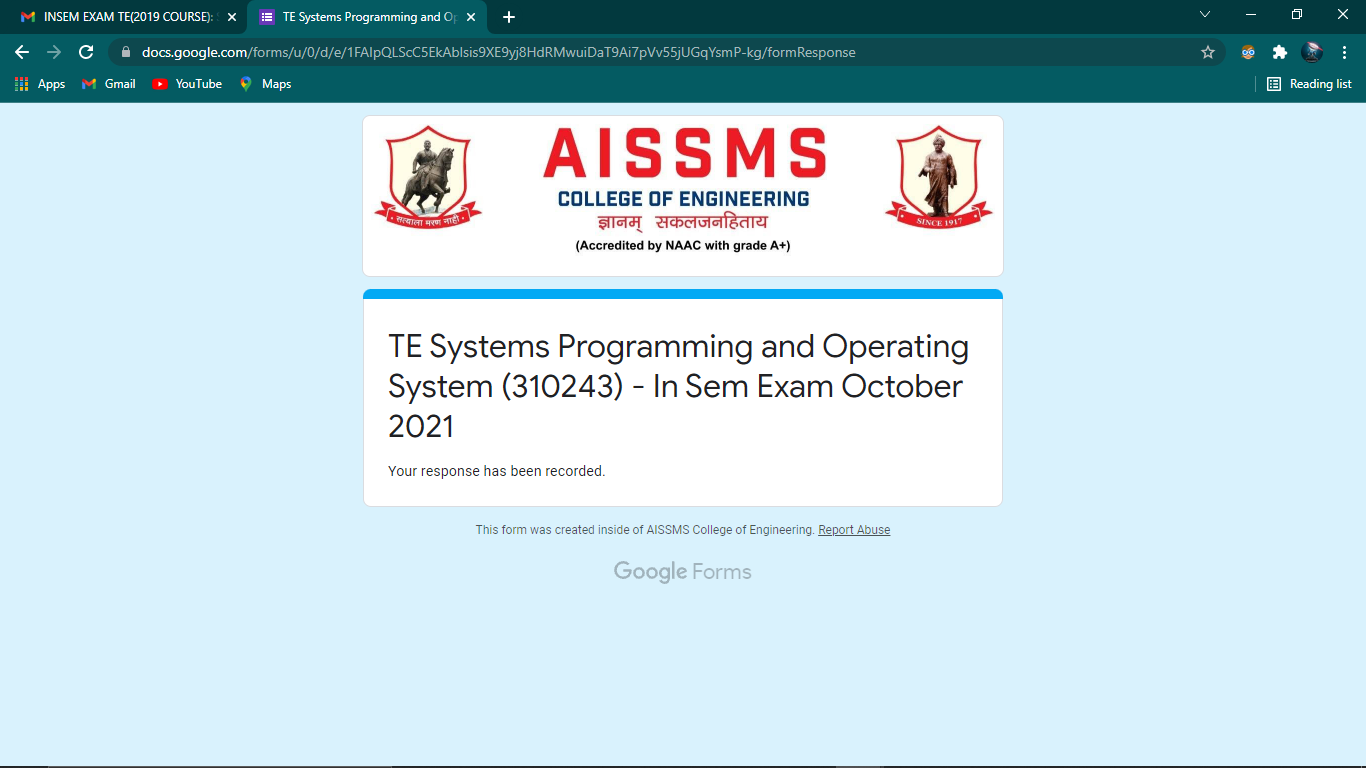 INSEM EXAM TE(2019 COURSE):
TE Systems Programming and Op
docs.google.com/forms/u/0/d/e/1FAIpQLScC5EkAblsis9XE9yj8HdRMwuiDaT9Ai7pVv55jUGqYsmP-kg/formResponse
Apps Gmail YouTube Maps Reading list
AISSMS
COLLEGE OF ENGINEERING
ज्ञानम् सकलजनहिताय
(Accredited by NAAC with grade A+)
सत्याला मरण नाही
SINCE 1917
TE Systems Programming and Operating
System (310243) - In Sem Exam October
2021
Your response has been recorded.
This form was created inside of AISSMS College of Engineering. Report Abuse
Google Forms